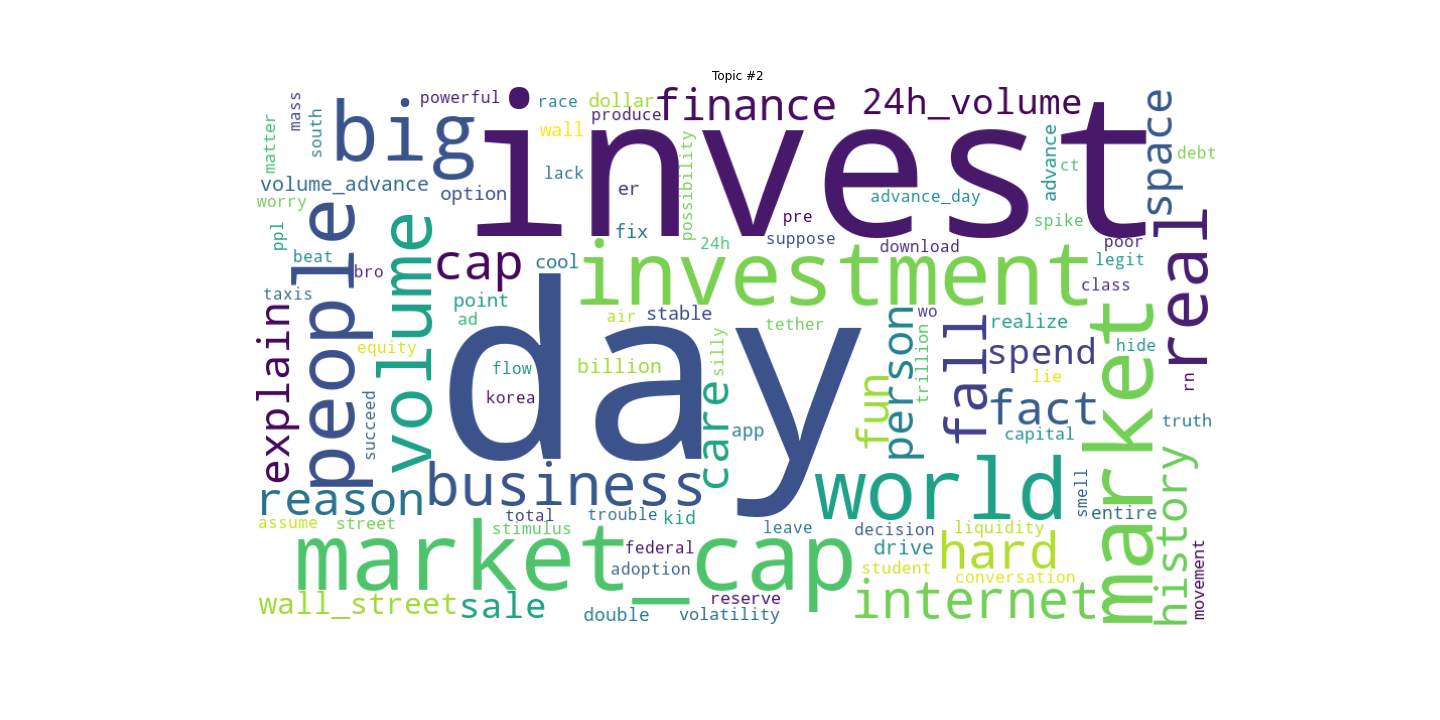 Topic #2
mass
powerful
race
dollar
finance
24h_volume
space
big
invest
produce
wall
south
matter
possibility
advance
ct
debt
lack
volume_advance
option
er
advance_day
worry
people
volume
pre
spike
real
ppl
fix
suppose
24h
download
poor
legit
beat
bro
cap
cool
investment
class
taxis
point
ad
day
air
stable
tether
person
wo
fall
realize
market
explain
equity
silly
trillion
spend
hide
flow
billion
fun
lie
rn
korea
care
fact
succeed
app
capital
truth
history
reason
business
world
smell
entire
assume
street
total
stimulus
trouble
kid
leave
decision
liquidity
market_cap
federal
drive
hard
adoption
student
conversation
movement
wall_street
sale
reserve
internet
double
volatility